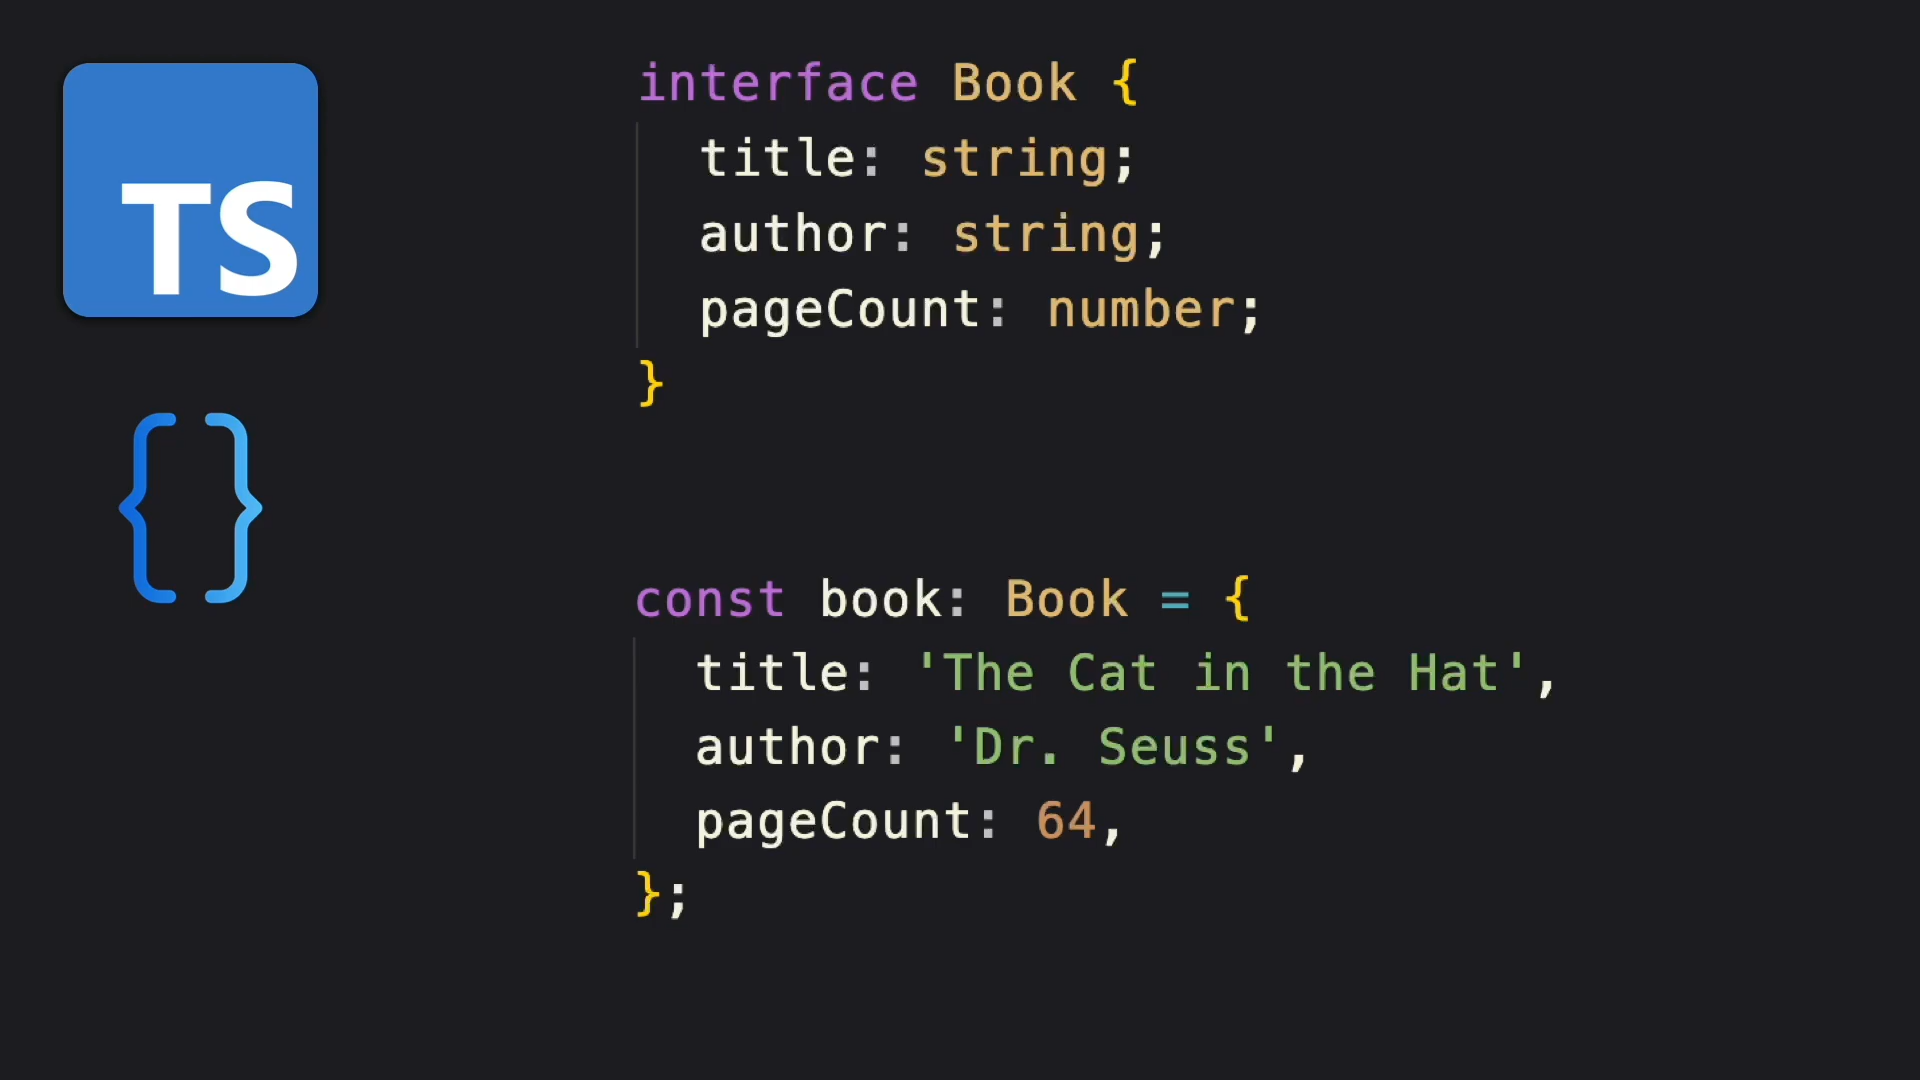 TS
interface Book {
title: string;
author: string;
pageCount: number;
}
{}
const book: Book = {
title: 'The Cat in the Hat',
author: 'Dr. Seuss',
pageCount: 64,
};